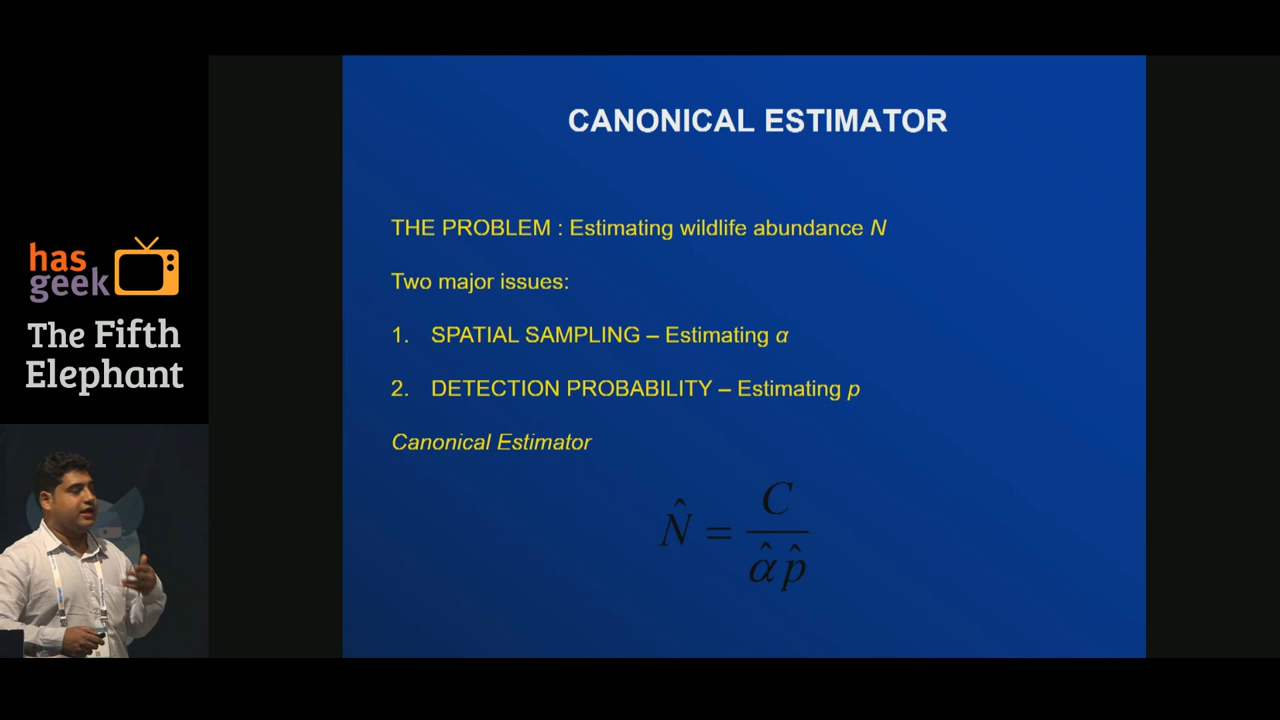 CANONICAL ESTIMATOR
THE PROBLEM : Estimating wildlife abundance N
Two major issues:
1. SPATIAL SAMPLING – Estimating α
2. DETECTION PROBABILITY – Estimating p
Canonical Estimator
N̂ = C / α̂ p̂
has
geek
The Fifth
Elephant